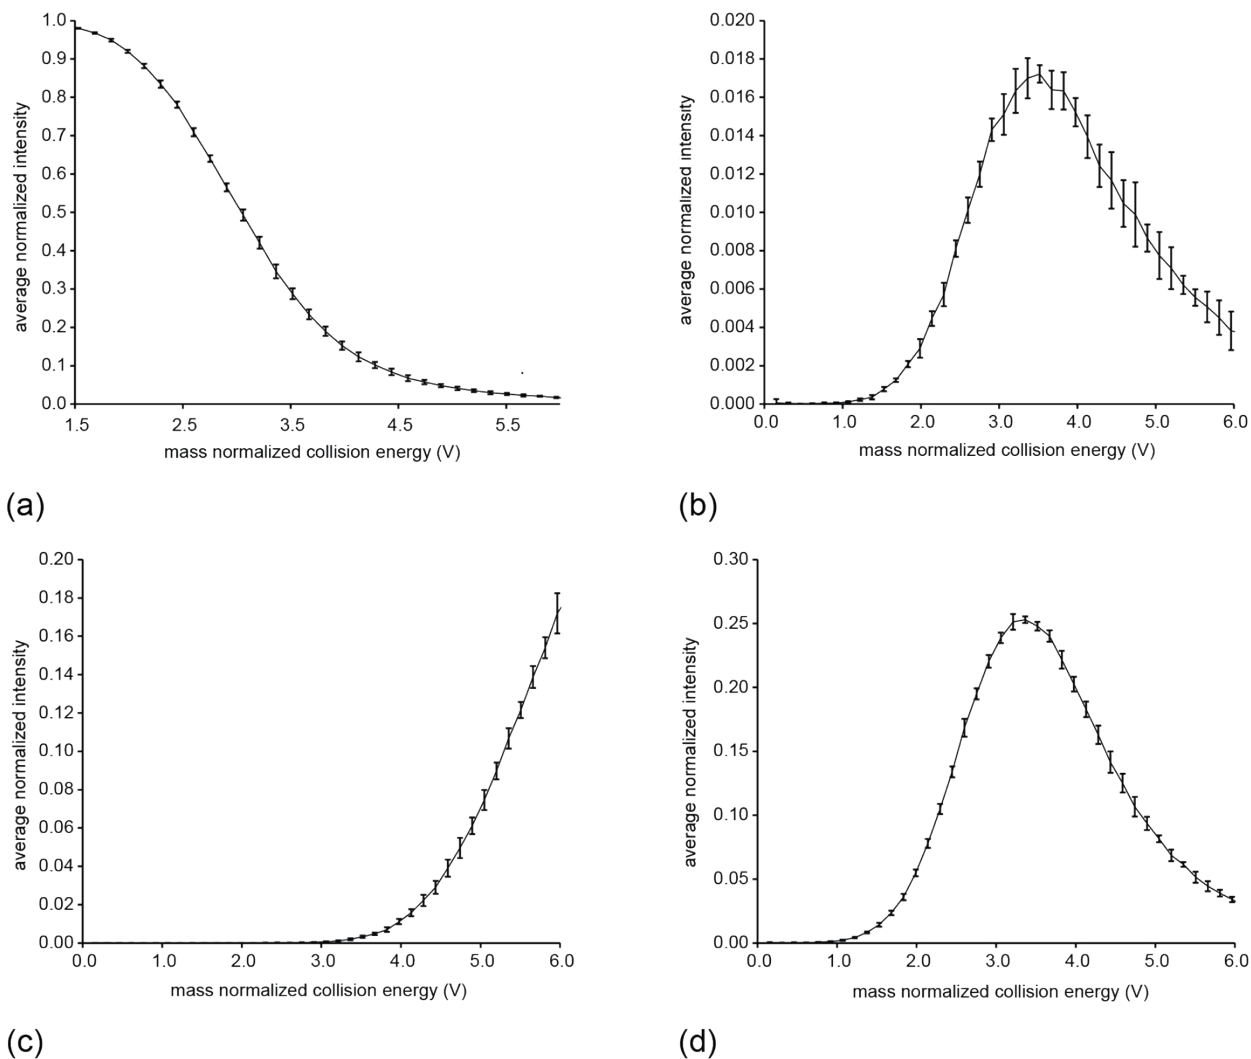 1.0
0.9
0.8
0.7
0.6
0.5
0.4
0.3
0.2
0.1
0.0
average normalized intensity
1.5 2.5 3.5 4.5 5.5
mass normalized collision energy (V)
(a)
0.020
0.018
0.016
0.014
0.012
0.010
0.008
0.006
0.004
0.002
0.000
average normalized intensity
0.0 1.0 2.0 3.0 4.0 5.0 6.0
mass normalized collision energy (V)
(b)
0.20
0.18
0.16
0.14
0.12
0.10
0.08
0.06
0.04
0.02
0.00
average normalized intensity
0.0 1.0 2.0 3.0 4.0 5.0 6.0
mass normalized collision energy (V)
(c)
0.30
0.25
0.20
0.15
0.10
0.05
0.00
average normalized intensity
0.0 1.0 2.0 3.0 4.0 5.0 6.0
mass normalized collision energy (V)
(d)